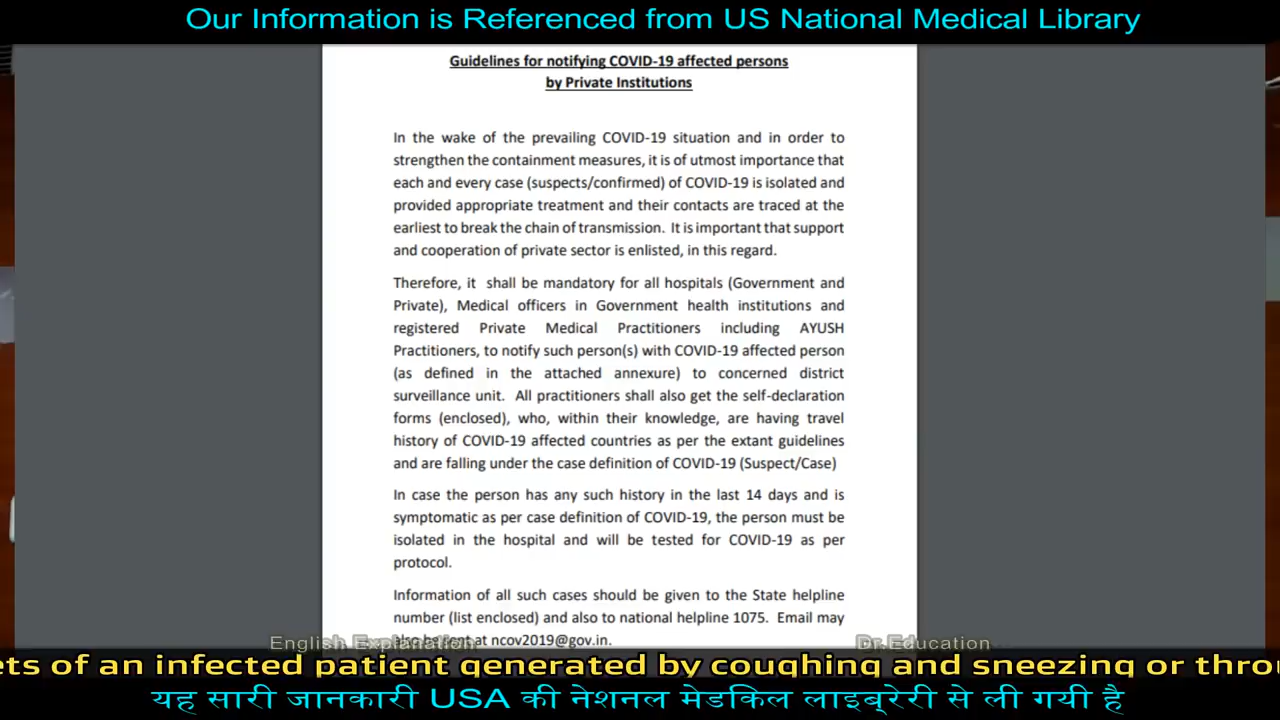 Our Information is Referenced from US National Medical Library
Guidelines for notifying COVID-19 affected persons
by Private Institutions
In the wake of the prevailing COVID-19 situation and in order to
strengthen the containment measures, it is of utmost importance that
each and every case (suspects/confirmed) of COVID-19 is isolated and
provided appropriate treatment and their contacts are traced at the
earliest to break the chain of transmission. It is important that support
and cooperation of private sector is enlisted, in this regard.
Therefore, it shall be mandatory for all hospitals (Government and
Private), Medical officers in Government health institutions and
registered Private Medical Practitioners including AYUSH
Practitioners, to notify such person(s) with COVID-19 affected person
(as defined in the attached annexure) to concerned district
surveillance unit. All practitioners shall also get the self-declaration
forms (enclosed), who, within their knowledge, are having travel
history of COVID-19 affected countries as per the extant guidelines
and are falling under the case definition of COVID-19 (Suspect/Case)
In case the person has any such history in the last 14 days and is
symptomatic as per case definition of COVID-19, the person must be
isolated in the hospital and will be tested for COVID-19 as per
protocol.
Information of all such cases should be given to the State helpline
number (list enclosed) and also to national helpline 1075. Email may
also be sent at ncov2019@gov.in.
English Explanation Dr.Education
ets of an infected patient generated by coughing and sneezing or thro
यह सारी जानकारी USA की नेशनल मेडिकल लाइब्रेरी से ली गयी है